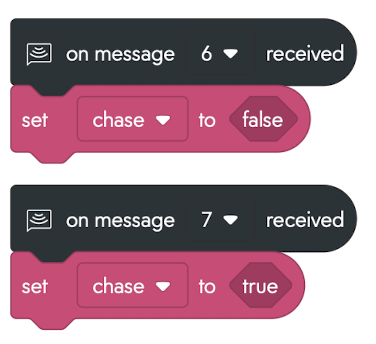 on message 6 received
set chase to false
on message 7 received
set chase to true